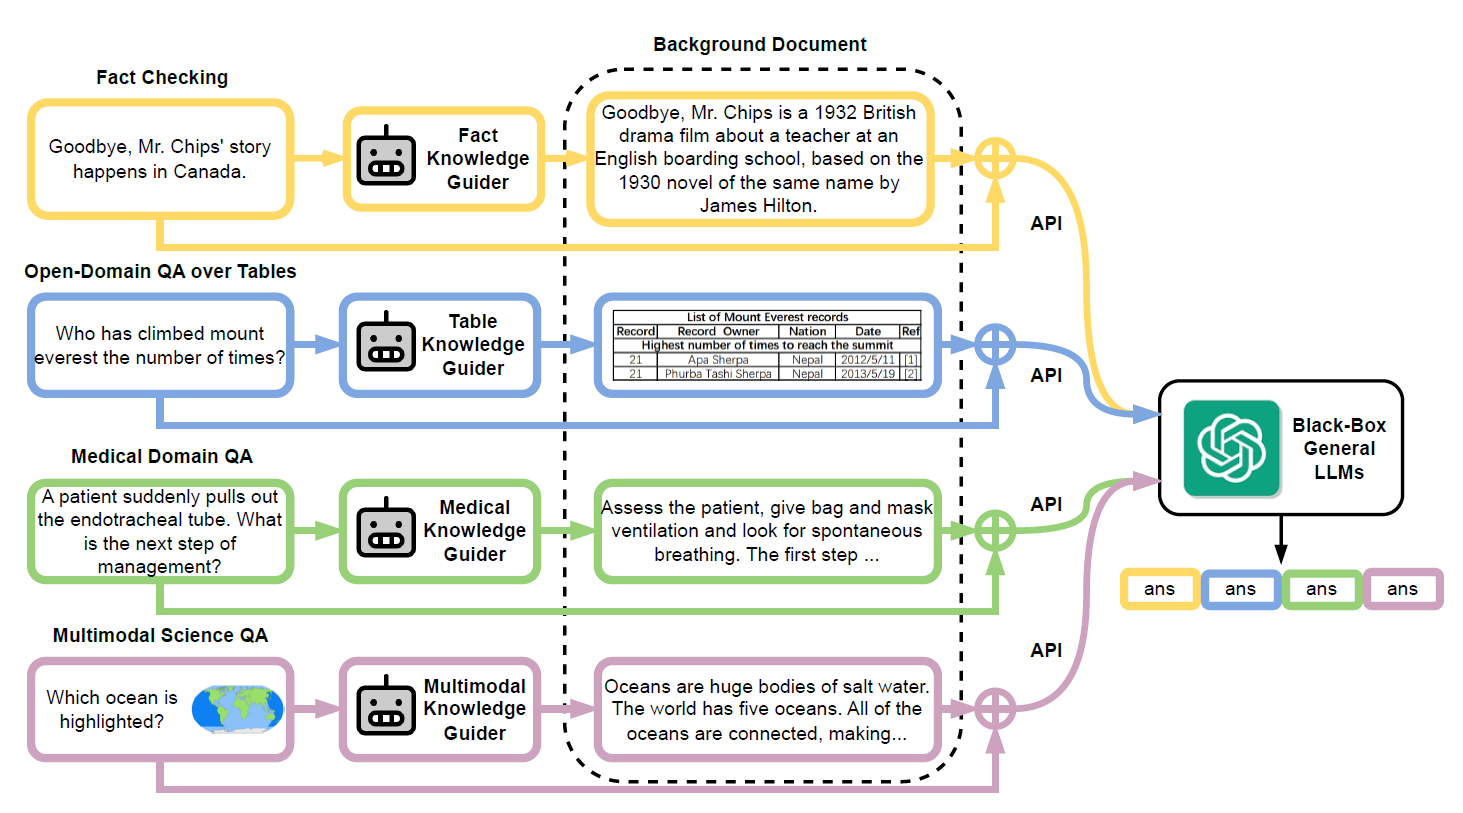 Background Document
Fact Checking
Goodbye, Mr. Chips' story
happens in Canada.
Fact
Knowledge
Guider
Goodbye, Mr. Chips is a 1932 British
drama film about a teacher at an
English boarding school, based on the
1930 novel of the same name by
James Hilton.
API
Open-Domain QA over Tables
Who has climbed mount
everest the number of times?
Table
Knowledge
Guider
List of Mount Everest records
Record Record Owner Nation Date Ref
Highest number of times to reach the summit
21 Apa Sherpa Nepal 2012/5/11 [1]
21 Phurba Tashi Sherpa Nepal 2013/5/19 [2]
API
Medical Domain QA
A patient suddenly pulls out
the endotracheal tube. What
is the next step of
management?
Medical
Knowledge
Guider
Assess the patient, give bag and mask
ventilation and look for spontaneous
breathing. The first step ...
API
Multimodal Science QA
Which ocean is
highlighted?
Multimodal
Knowledge
Guider
Oceans are huge bodies of salt water.
The world has five oceans. All of the
oceans are connected, making...
API
Black-Box
General
LLMs
ans ans ans ans